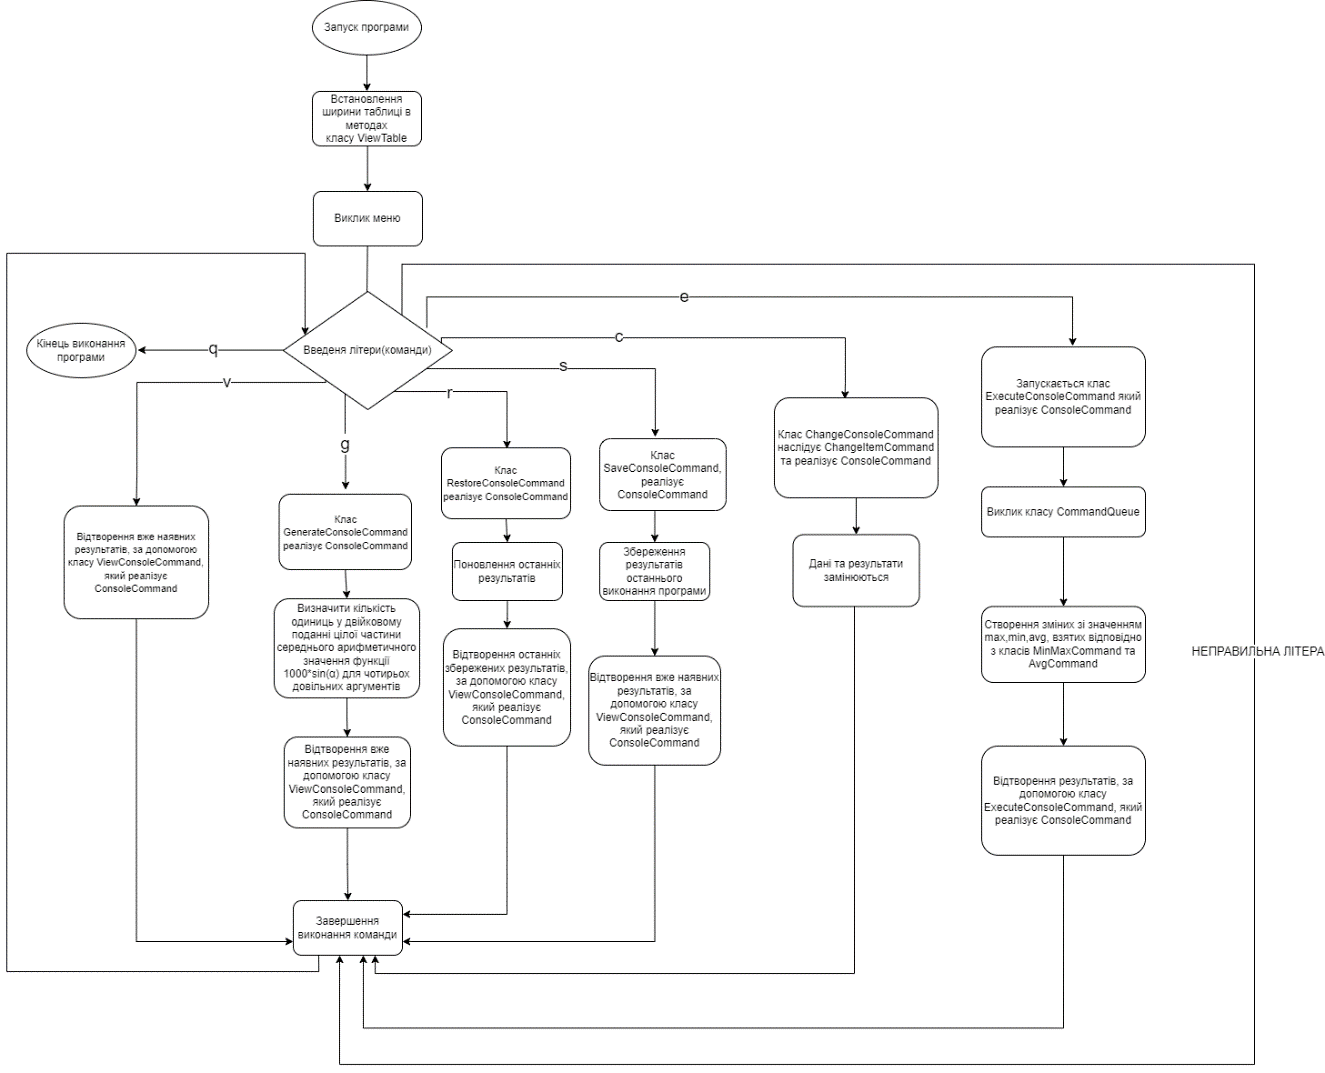 Запуск програми
Встановлення
ширини таблиці в
методах
класу ViewTable
Виклик меню
Введеня літери(команди)
q
Кінець виконання
програми
v
g
r
s
c
e
Відтворення вже наявних
результатів, за допомогою
класу ViewConsoleCommand,
який реалізує
ConsoleCommand
Клас
GenerateConsoleCommand
реалізує ConsoleCommand
Визначити кількість
одиниць у двійковому
поданні цілої частини
середнього арифметичного
значення функції
1000*sin(α) для чотирьох
довільних аргументів
Відтворення вже
наявних результатів, за
допомогою класу
ViewConsoleCommand,
який реалізує
ConsoleCommand
Клас
RestoreConsoleCommand
реалізує ConsoleCommand
Поновлення останніх
результатів
Відтворення останніх
збережених результатів,
за допомогою класу
ViewConsoleCommand,
який реалізує
ConsoleCommand
Клас
SaveConsoleCommand,
реалізує
ConsoleCommand
Збереження
результатів
останнього
виконання програми
Відтворення вже наявних
результатів, за
допомогою класу
ViewConsoleCommand,
який реалізує
ConsoleCommand
Клас ChangeConsoleCommand
наслідує ChangeItemCommand
та реалізує ConsoleCommand
Дані та результати
замінюються
Запускається клас
ExecuteConsoleCommand який
реалізує ConsoleCommand
Виклик класу CommandQueue
Створення зміних зі значенням
max,min,avg, взятих відповідно
з класів MinMaxCommand та
AvgCommand
Відтворення результатів, за
допомогою класу
ExecuteConsoleCommand, який
реалізує ConsoleCommand
НЕПРАВИЛЬНА ЛІТЕРА
Завершення
виконання команди